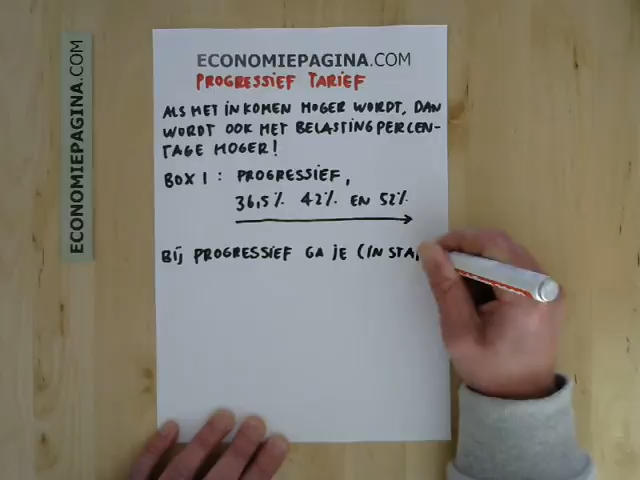 ECONOMIEPAGINA.COM
ECONOMIEPAGINA.COM
PROGRESSIEF TARIEF
ALS HET INKOMEN HOGER WORDT, DAN
WORDT OOK HET BELASTINGPERCEN-
TAGE HOGER!
BOX 1 : PROGRESSIEF,
36,5% 42% EN 52%
BIJ PROGRESSIEF GA JE (IN STA